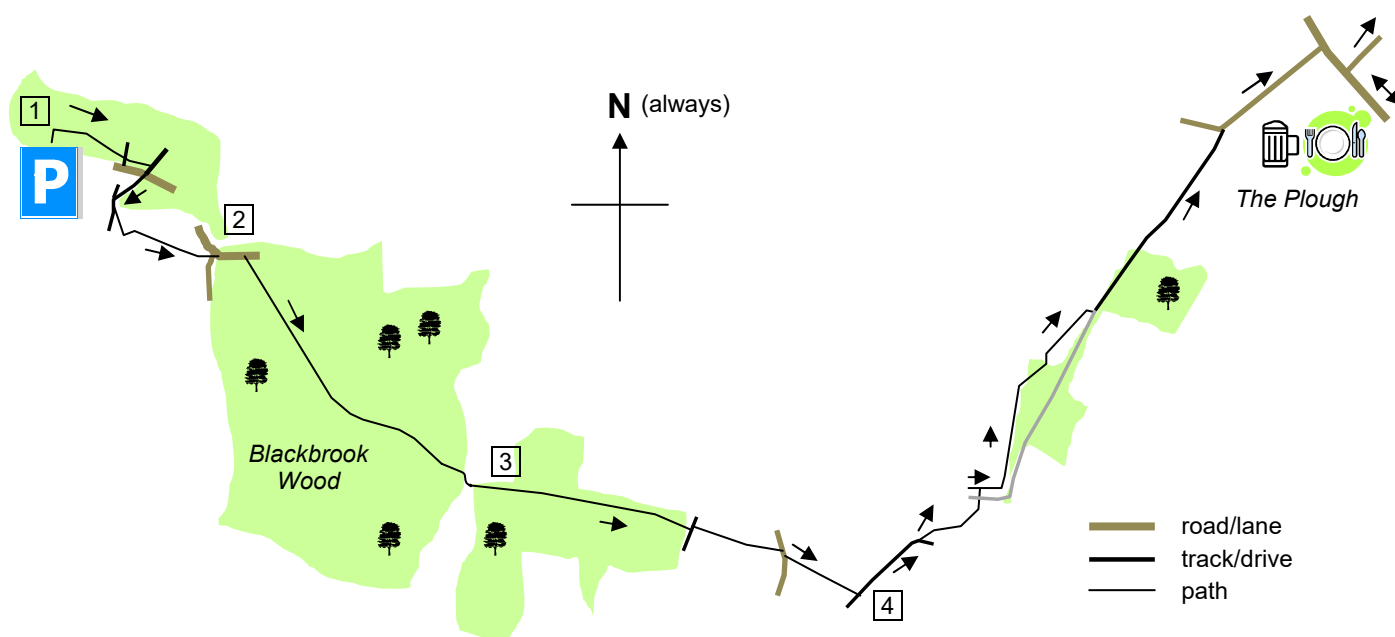 1
P
2
N (always)
The Plough
Blackbrook
Wood
3
4
road/lane
track/drive
path